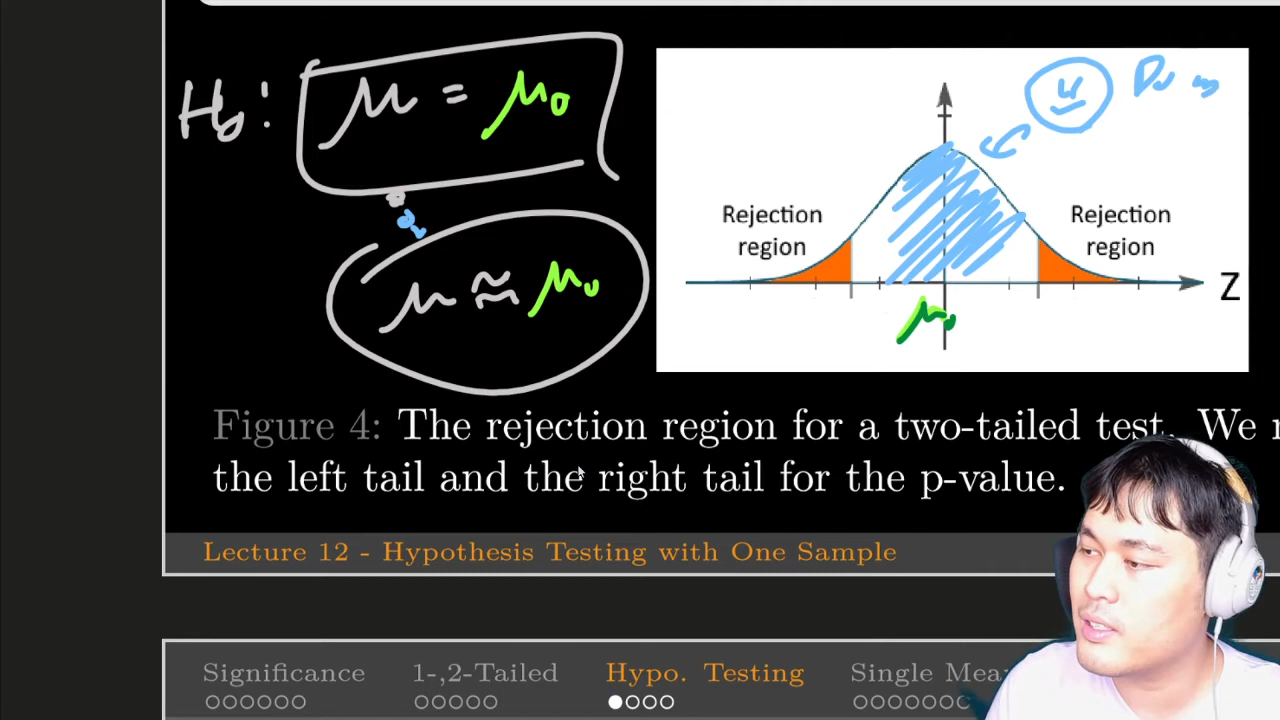 H₀: μ = μ₀
μ ≈ μ₀
Rejection
region
Rejection
region
Z
μ₀
Figure 4: The rejection region for a two-tailed test. We
the left tail and the right tail for the p-value.
Lecture 12 - Hypothesis Testing with One Sample
Significance
1-,2-Tailed
Hypo. Testing
Single Mea